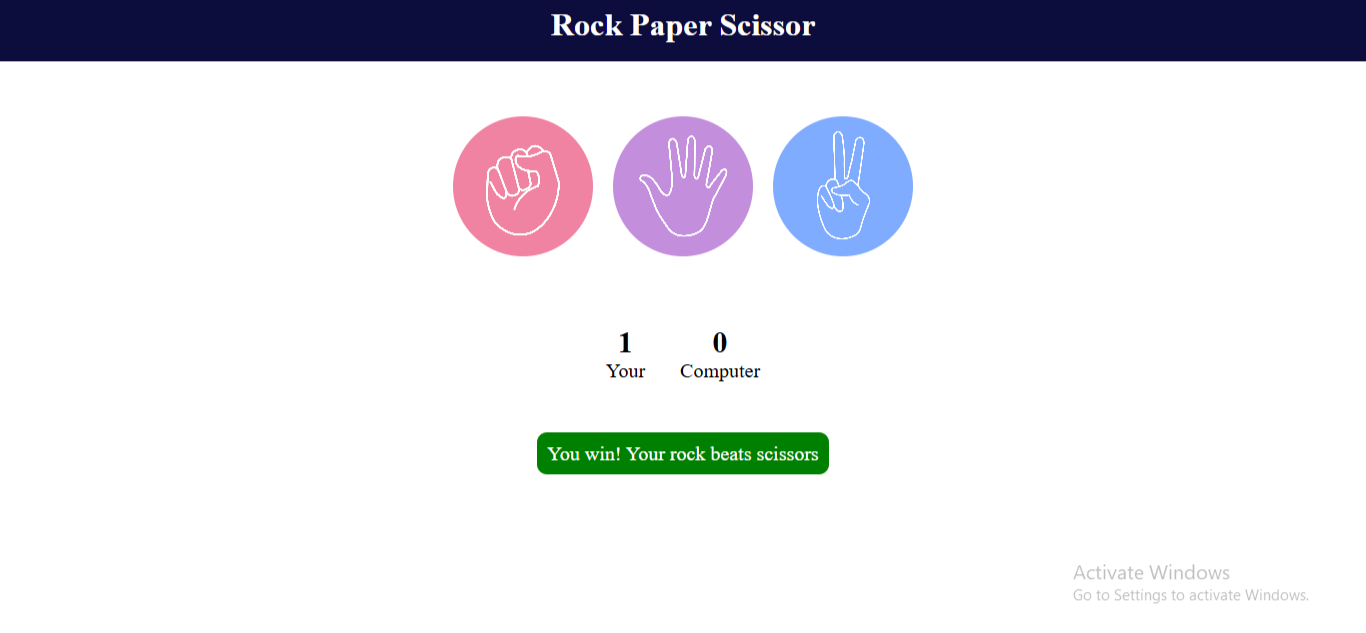 Rock Paper Scissor
1 0
Your Computer
You win! Your rock beats scissors
Activate Windows
Go to Settings to activate Windows.